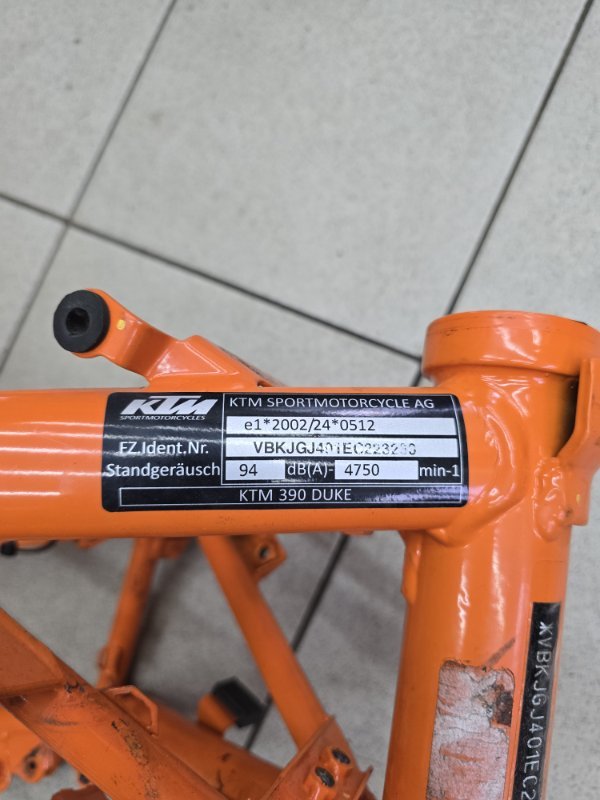 KTM
SPORTMOTORCYCLES
KTM SPORTMOTORCYCLE AG
e1*2002/24*0512
FZ.Ident.Nr.
Standgeräusch 94 dB(A)- 4750 min-1
KTM 390 DUKE